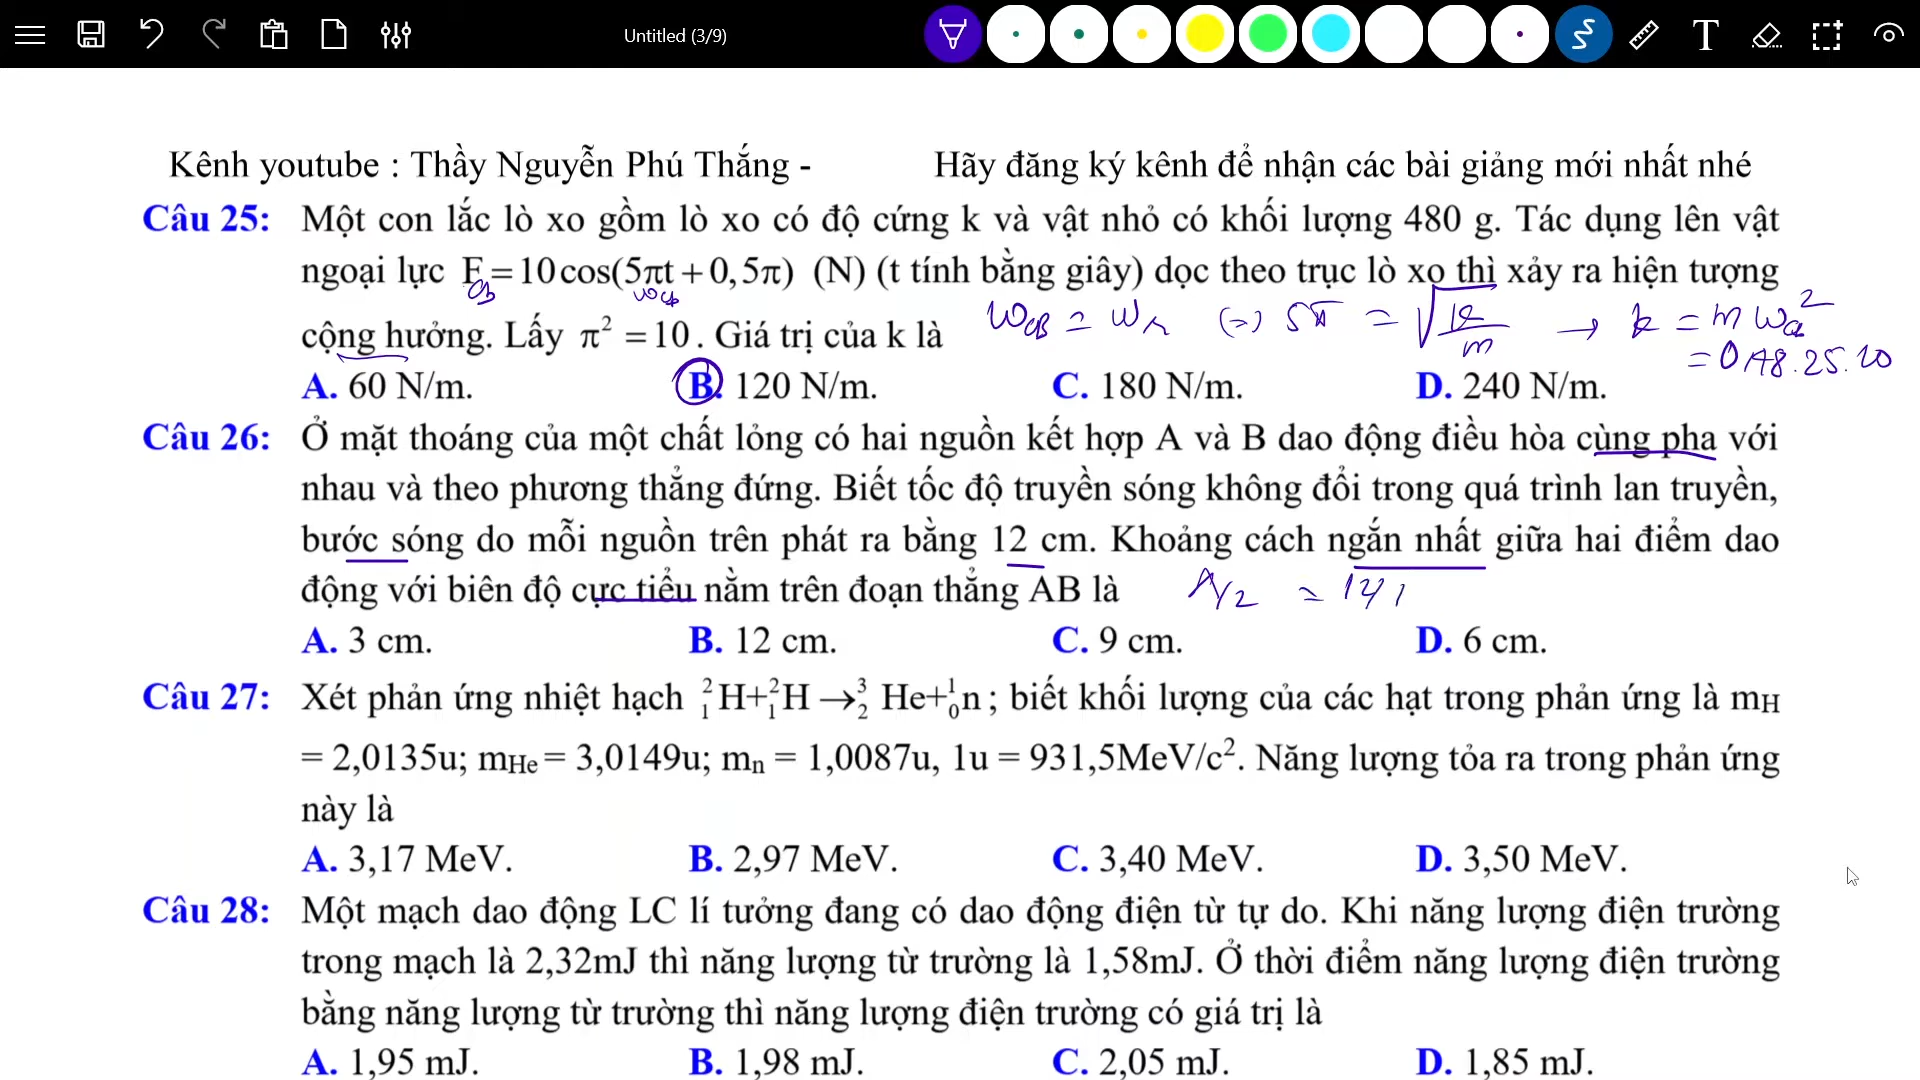 Untitled (3/9)
Kênh youtube : Thầy Nguyễn Phú Thắng - Hãy đăng ký kênh để nhận các bài giảng mới nhất nhé
Câu 25: Một con lắc lò xo gồm lò xo có độ cứng k và vật nhỏ có khối lượng 480 g. Tác dụng lên vật
ngoại lực F = 10cos(5πt + 0,5π) (N) (t tính bằng giây) dọc theo trục lò xo thì xảy ra hiện tượng
cb
cộng hưởng. Lấy π² = 10. Giá trị của k là
5π = √k/m → k = m
A. 60 N/m. B. 120 N/m. C. 180 N/m. D. 240 N/m.
Câu 26: Ở mặt thoáng của một chất lỏng có hai nguồn kết hợp A và B dao động điều hòa cùng pha với
nhau và theo phương thẳng đứng. Biết tốc độ truyền sóng không đổi trong quá trình lan truyền,
bước sóng do mỗi nguồn trên phát ra bằng 12 cm. Khoảng cách ngắn nhất giữa hai điểm dao
động với biên độ cực tiểu nằm trên đoạn thẳng AB là
A. 3 cm. B. 12 cm. C. 9 cm. D. 6 cm.
Câu 27: Xét phản ứng nhiệt hạch ²₁H+²₁H →³₂ He+¹₀n; biết khối lượng của các hạt trong phản ứng là mH
= 2,0135u; mHe = 3,0149u; mn = 1,0087u, 1u = 931,5MeV/c². Năng lượng tỏa ra trong phản ứng
này là
A. 3,17 MeV. B. 2,97 MeV. C. 3,40 MeV. D. 3,50 MeV.
Câu 28: Một mạch dao động LC lí tưởng đang có dao động điện từ tự do. Khi năng lượng điện trường
trong mạch là 2,32mJ thì năng lượng từ trường là 1,58mJ. Ở thời điểm năng lượng điện trường
bằng năng lượng từ trường thì năng lượng điện trường có giá trị là
A. 1,95 mJ. B. 1,98 mJ. C. 2,05 mJ. D. 1,85 mJ.